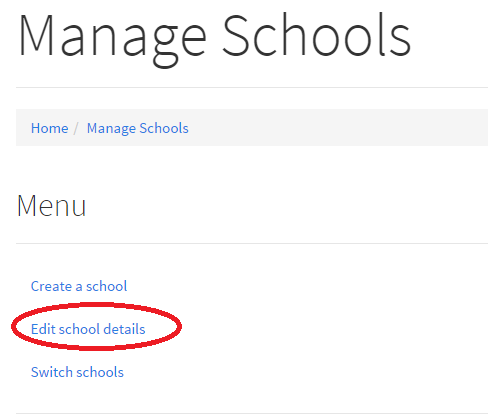 Manage Schools
Home / Manage Schools
Menu
Create a school
Edit school details
Switch schools